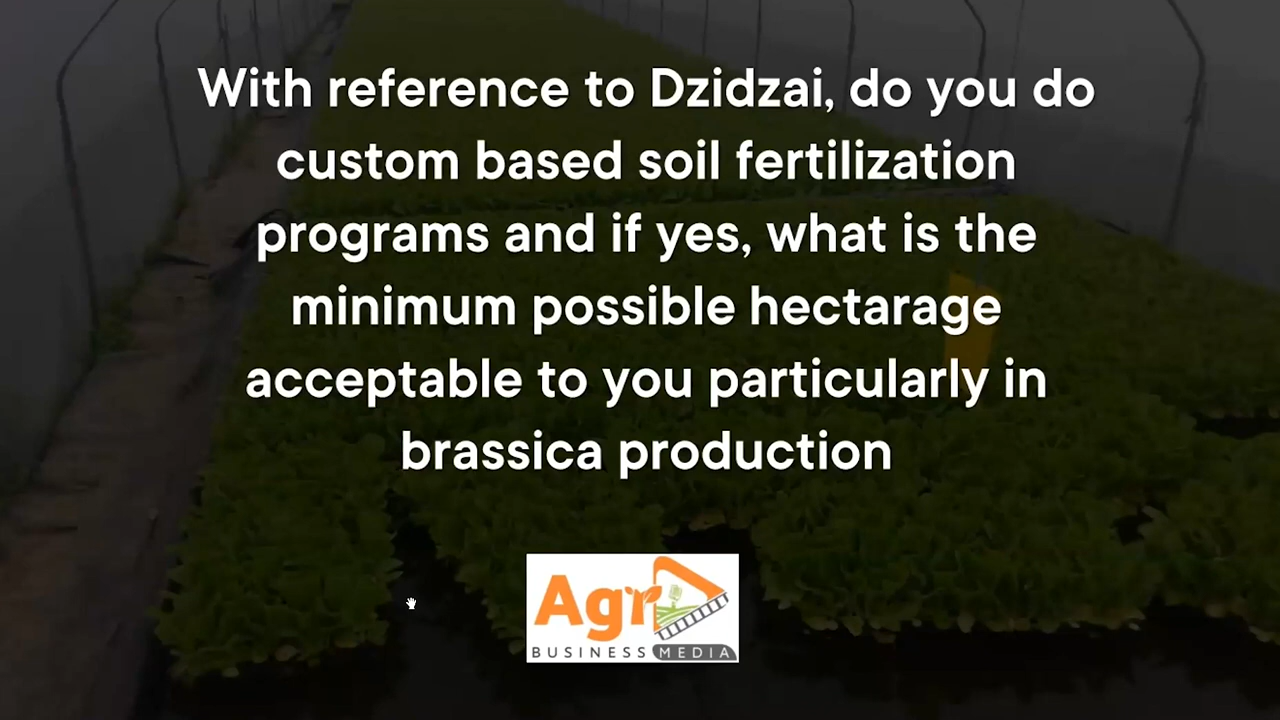 With reference to Dzidzai, do you do
custom based soil fertilization
programs and if yes, what is the
minimum possible hectarage
acceptable to you particularly in
brassica production
Agri
BUSINESS MEDIA